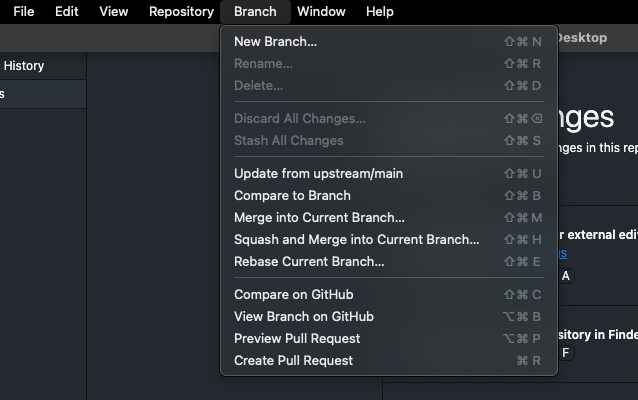 File Edit View Repository Branch Window Help
Desktop
History
s
New Branch... ⇧⌘ N
Rename... ⇧⌘ R
Delete... ⇧⌘ D
Discard All Changes... ⇧⌘⌫
Stash All Changes ⇧⌘ S
Update from upstream/main ⇧⌘ U
Compare to Branch ⇧⌘ B
Merge into Current Branch... ⇧⌘ M
Squash and Merge into Current Branch... ⇧⌘ H
Rebase Current Branch... ⇧⌘ E
Compare on GitHub ⇧⌘ C
View Branch on GitHub ⌥⌘ B
Preview Pull Request ⌥⌘ P
Create Pull Request ⌘ R
nges
nges in this rep
r external edi
gs
A
sitory in Finde
F